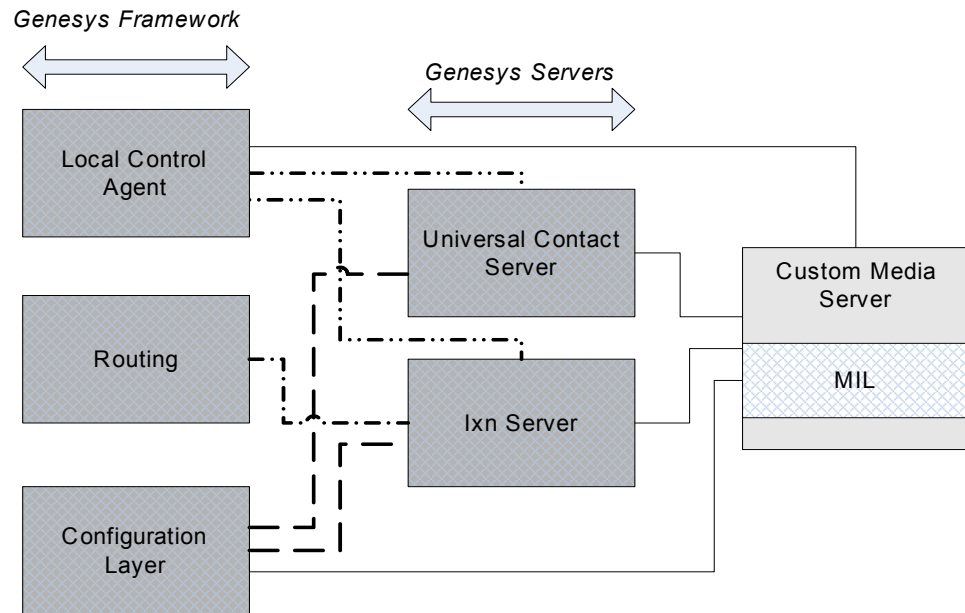 Genesys Framework
Genesys Servers
Local Control
Agent
Universal Contact
Server
Custom Media
Server
Routing
MIL
Ixn Server
Configuration
Layer